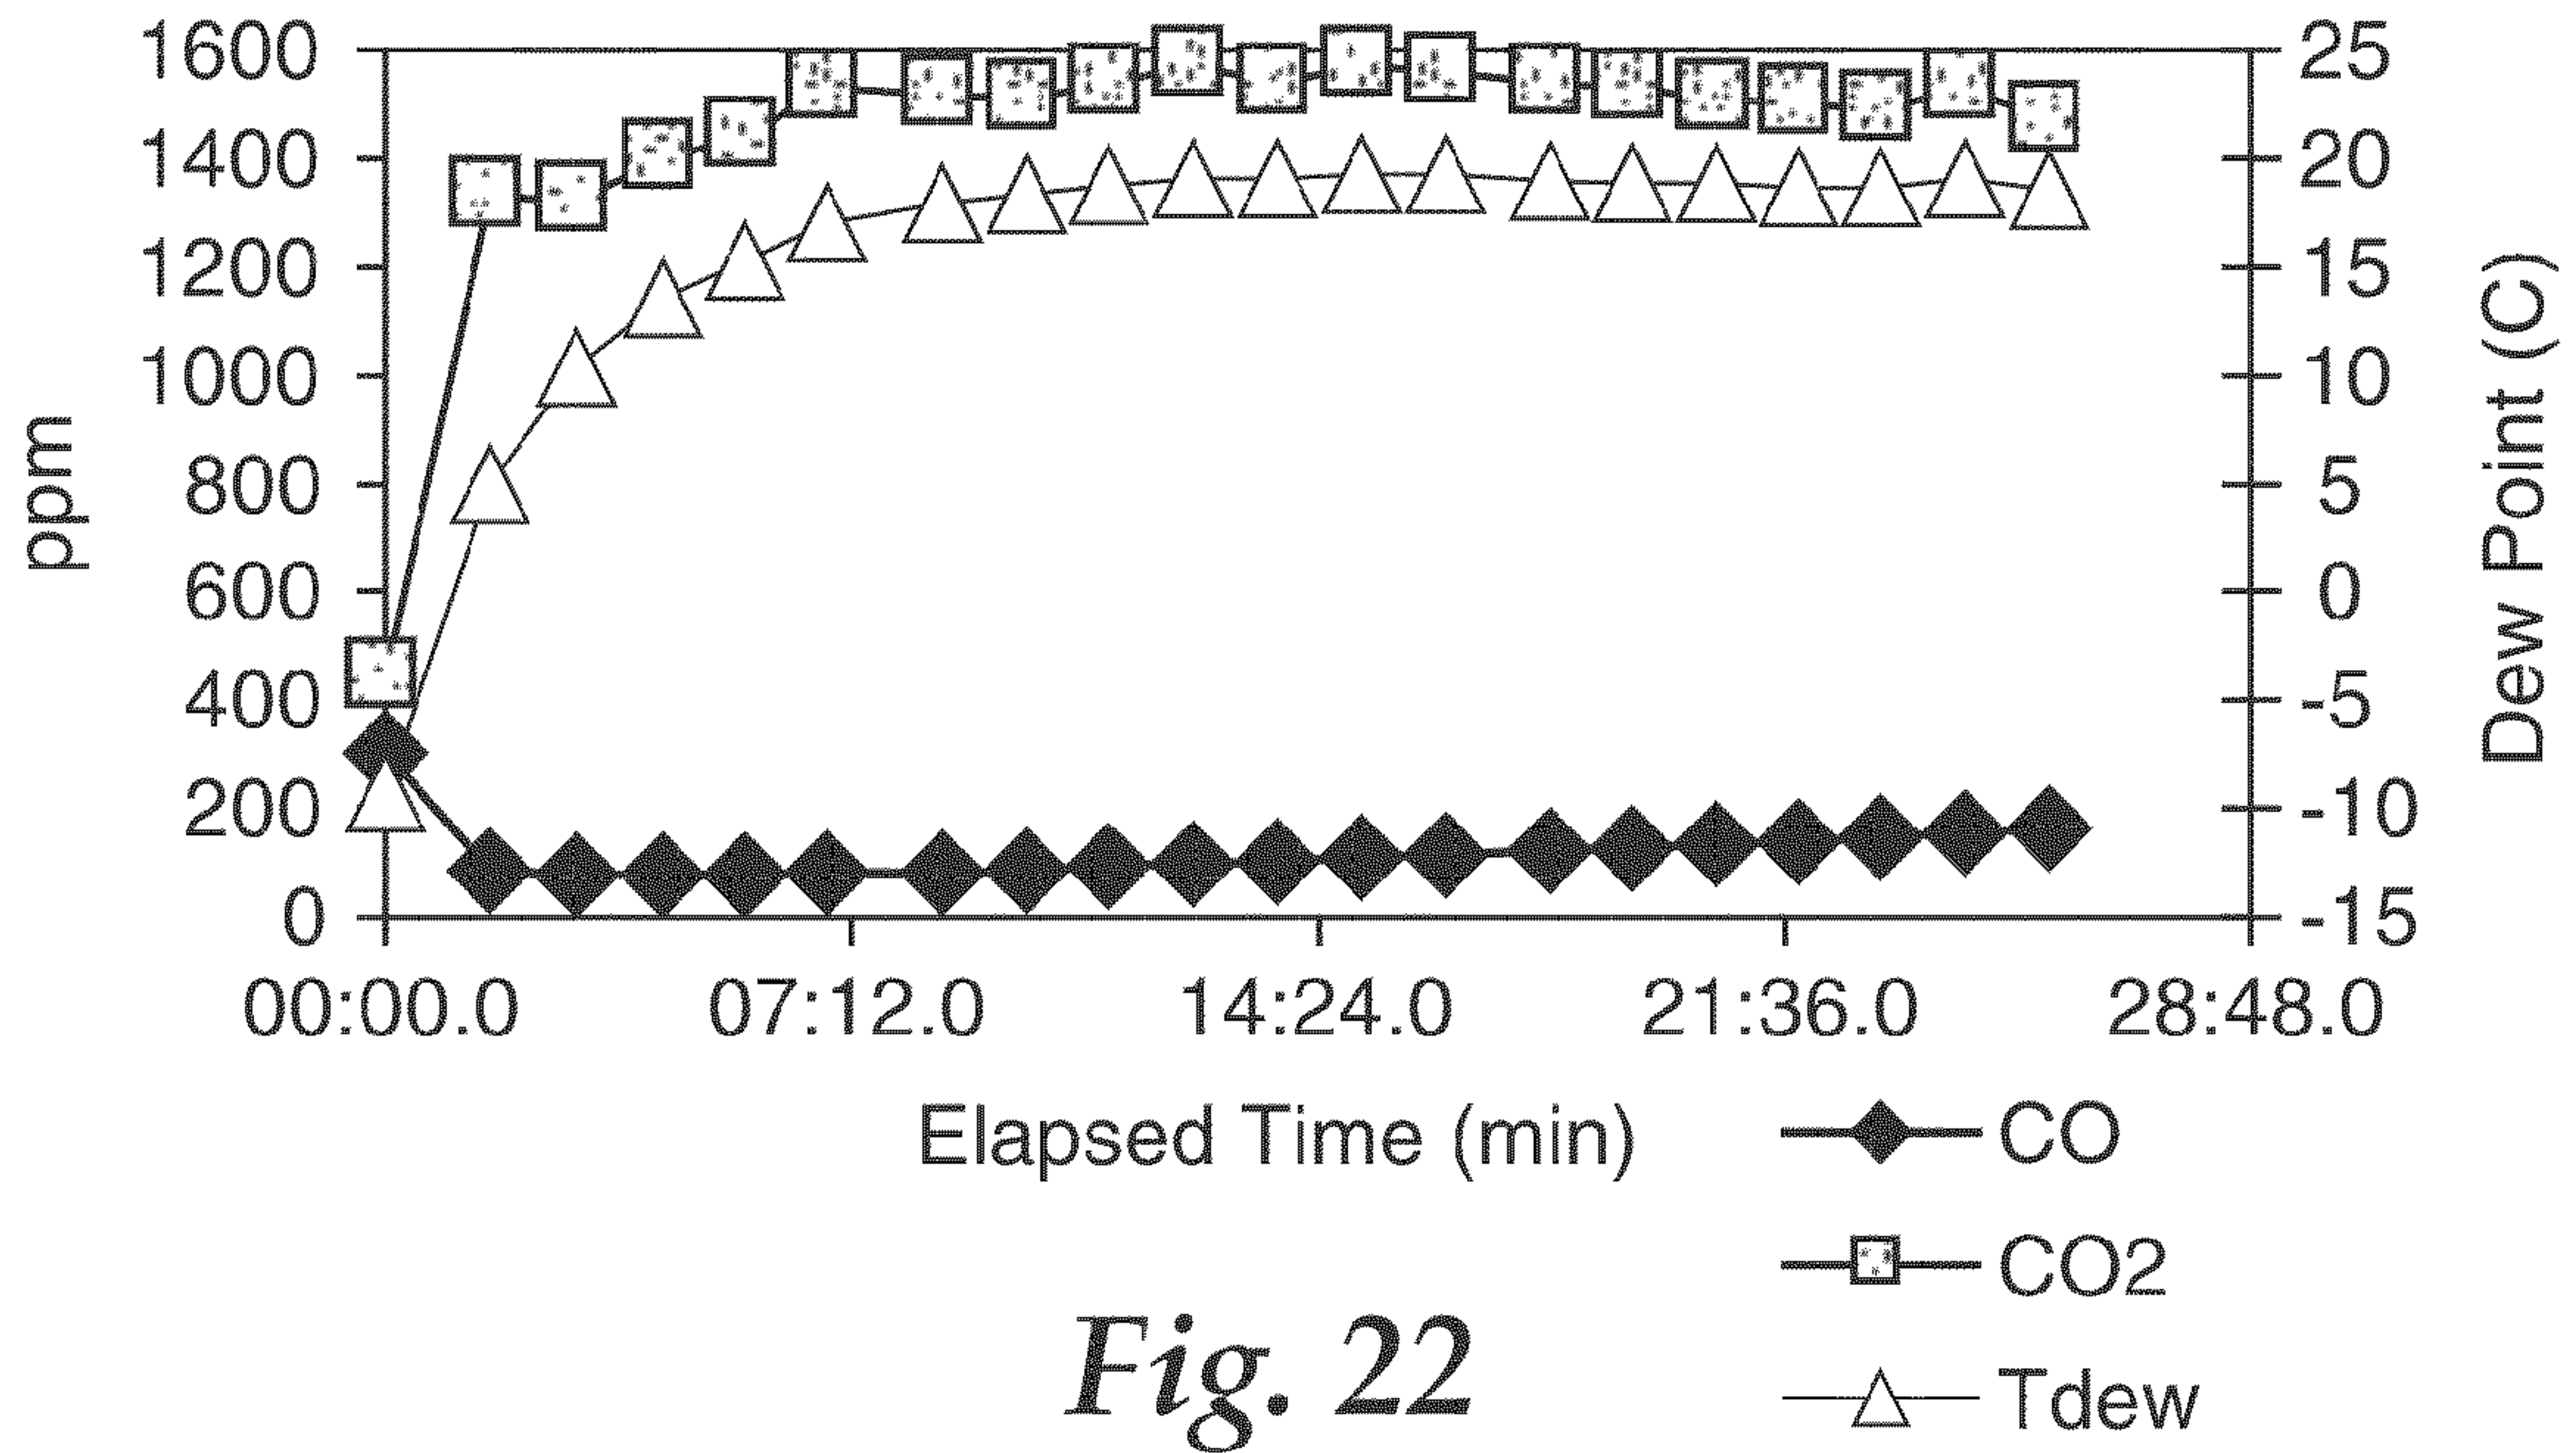 1600
1400
1200
1000
800
600
400
200
0
ppm
25
20
15
10
5
0
-5
-10
-15
Dew Point (C)
00:00.0 07:12.0 14:24.0 21:36.0 28:48.0
Elapsed Time (min)
CO
CO2
Tdew
Fig. 22